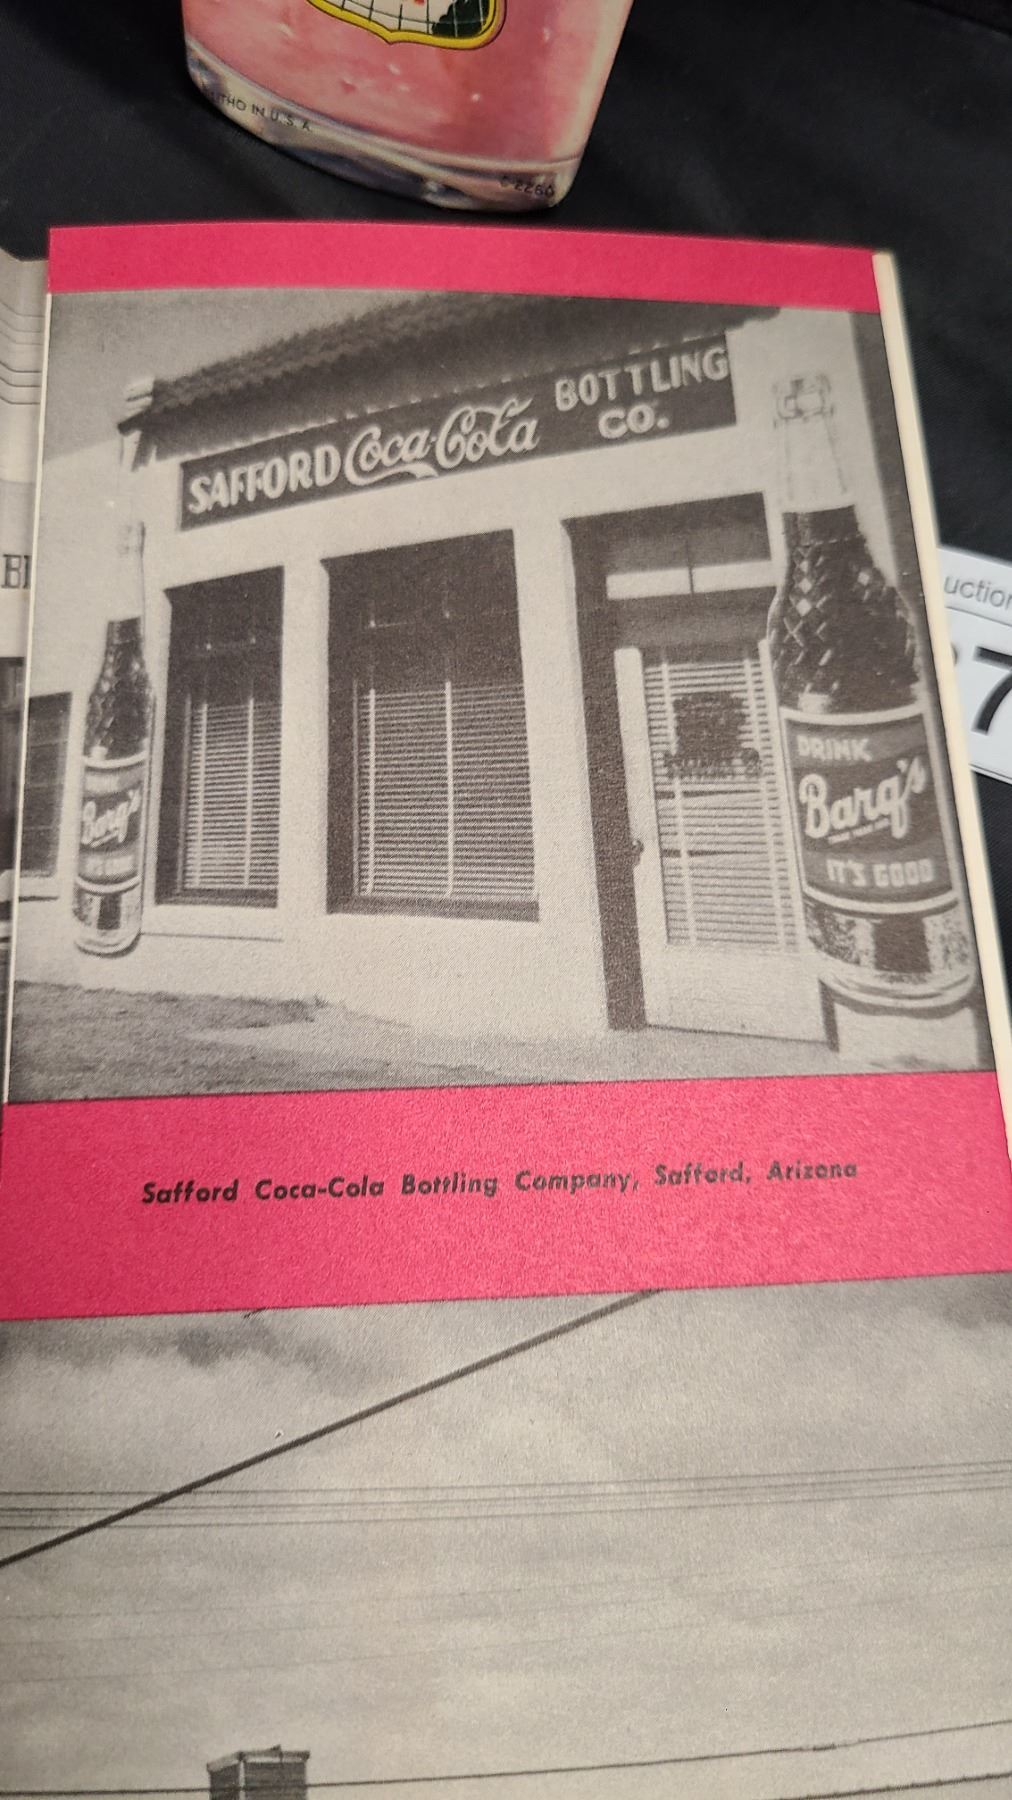 LITHO IN U.S.A.
SAFFORD Coca-Cola BOTTLING
CO.
DRINK
Barq's
IT'S GOOD
Barq's
Safford Coca-Cola Bottling Company, Safford, Arizona
uction
7